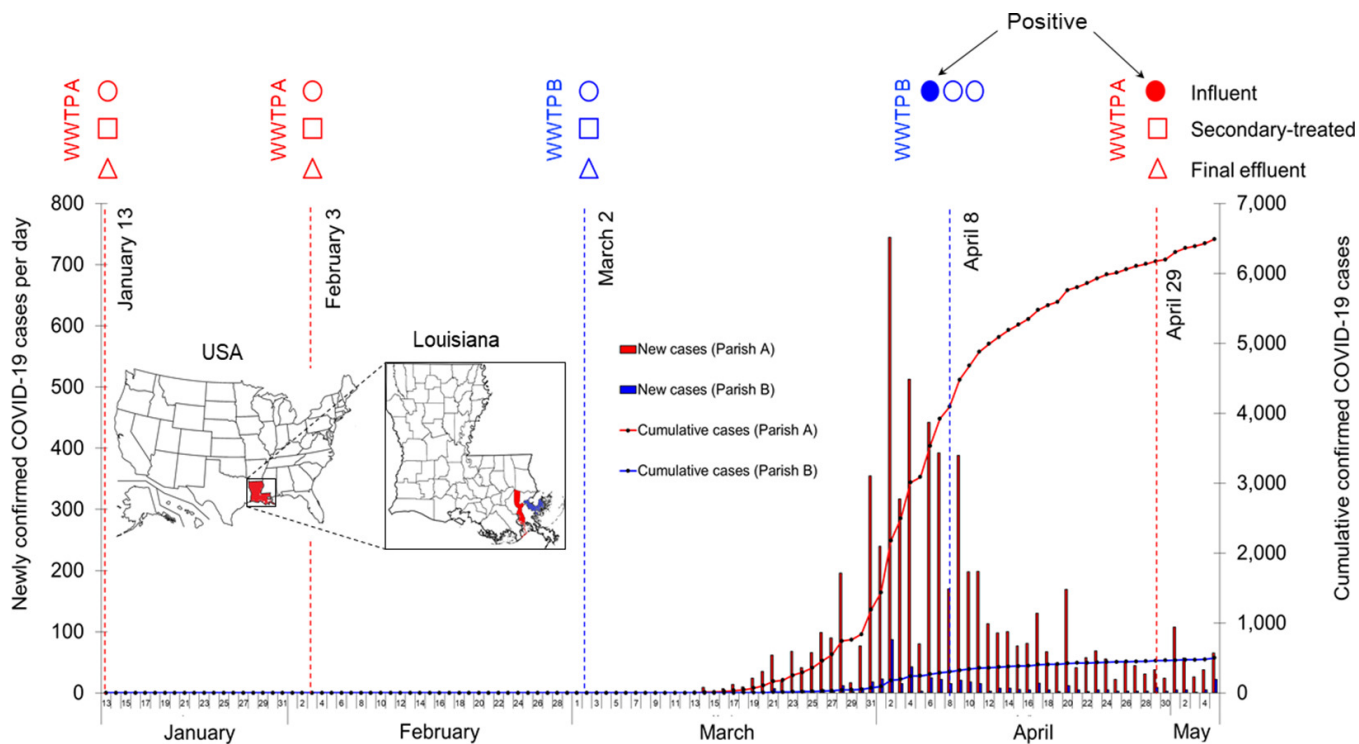 Positive
WWTP A
WWTP A
WWTP B
WWTP B
WWTP A
Influent
Secondary-treated
Final effluent
800
700
600
500
400
300
200
100
0
Newly confirmed COVID-19 cases per day
7,000
6,000
5,000
4,000
3,000
2,000
1,000
0
Cumulative confirmed COVID-19 cases
January 13
February 3
March 2
April 8
April 29
USA
Louisiana
New cases (Parish A)
New cases (Parish B)
Cumulative cases (Parish A)
Cumulative cases (Parish B)
13 15 17 19 21 23 25 27 29 31 2 4 6 8 10 12 14 16 18 20 22 24 26 28 1 3 5 7 9 11 13 15 17 19 21 23 25 27 29 31 2 4 6 8 10 12 14 16 18 20 22 24 26 28 30 2 4
January February March April May